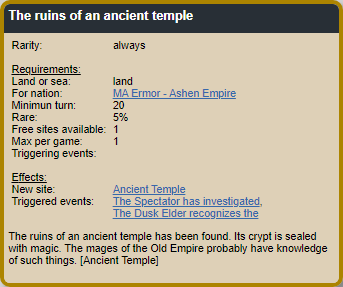 The ruins of an ancient temple
Rarity: always
Requirements:
Land or sea: land
For nation: MA Ermor - Ashen Empire
Minimun turn: 20
Rare: 5%
Free sites available: 1
Max per game: 1
Triggering events:
Effects:
New site: Ancient Temple
Triggered events: The Spectator has investigated,
The Dusk Elder recognizes the
The ruins of an ancient temple has been found. Its crypt is sealed
with magic. The mages of the Old Empire probably have knowledge
of such things. [Ancient Temple]